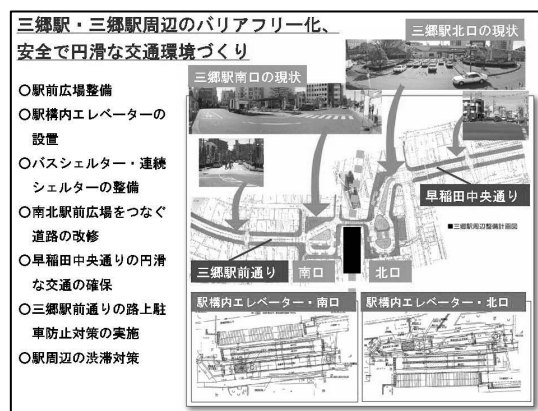 三郷駅・三郷駅周辺のバリアフリー化、
安全で円滑な交通環境づくり
○駅前広場整備
○駅構内エレベーターの
設置
○バスシェルター・連続
シェルターの整備
○南北駅前広場をつなぐ
道路の改修
○早稲田中央通りの円滑
な交通の確保
○三郷駅前通りの路上駐
車防止対策の実施
○駅周辺の渋滞対策
三郷駅北口の現状
三郷駅南口の現状
早稲田中央通り
■三郷駅周辺整備計画図
三郷駅前通り
南口
北口
駅構内エレベーター・南口
駅構内エレベーター・北口